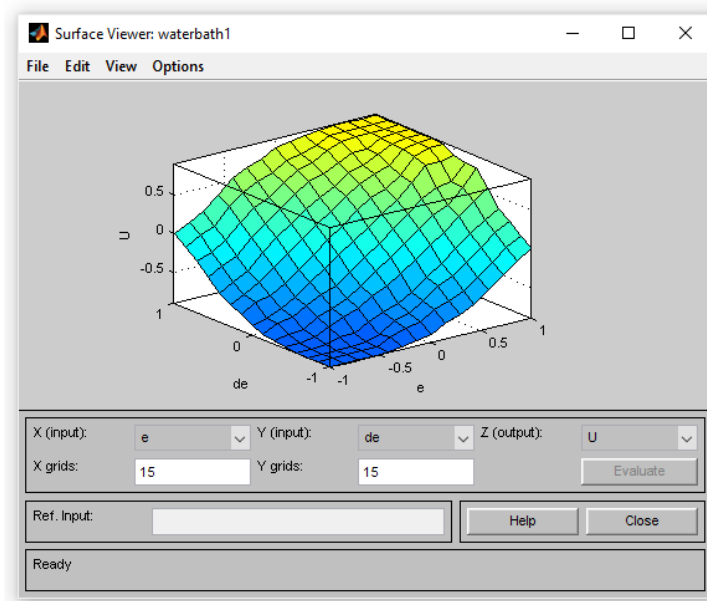 Surface Viewer: waterbath1
File Edit View Options
0.5
0
-0.5
U
1
0
-1
de
-1
-0.5
0
0.5
1
e
X (input): e Y (input): de Z (output): U
X grids: 15 Y grids: 15 Evaluate
Ref. Input: Help Close
Ready